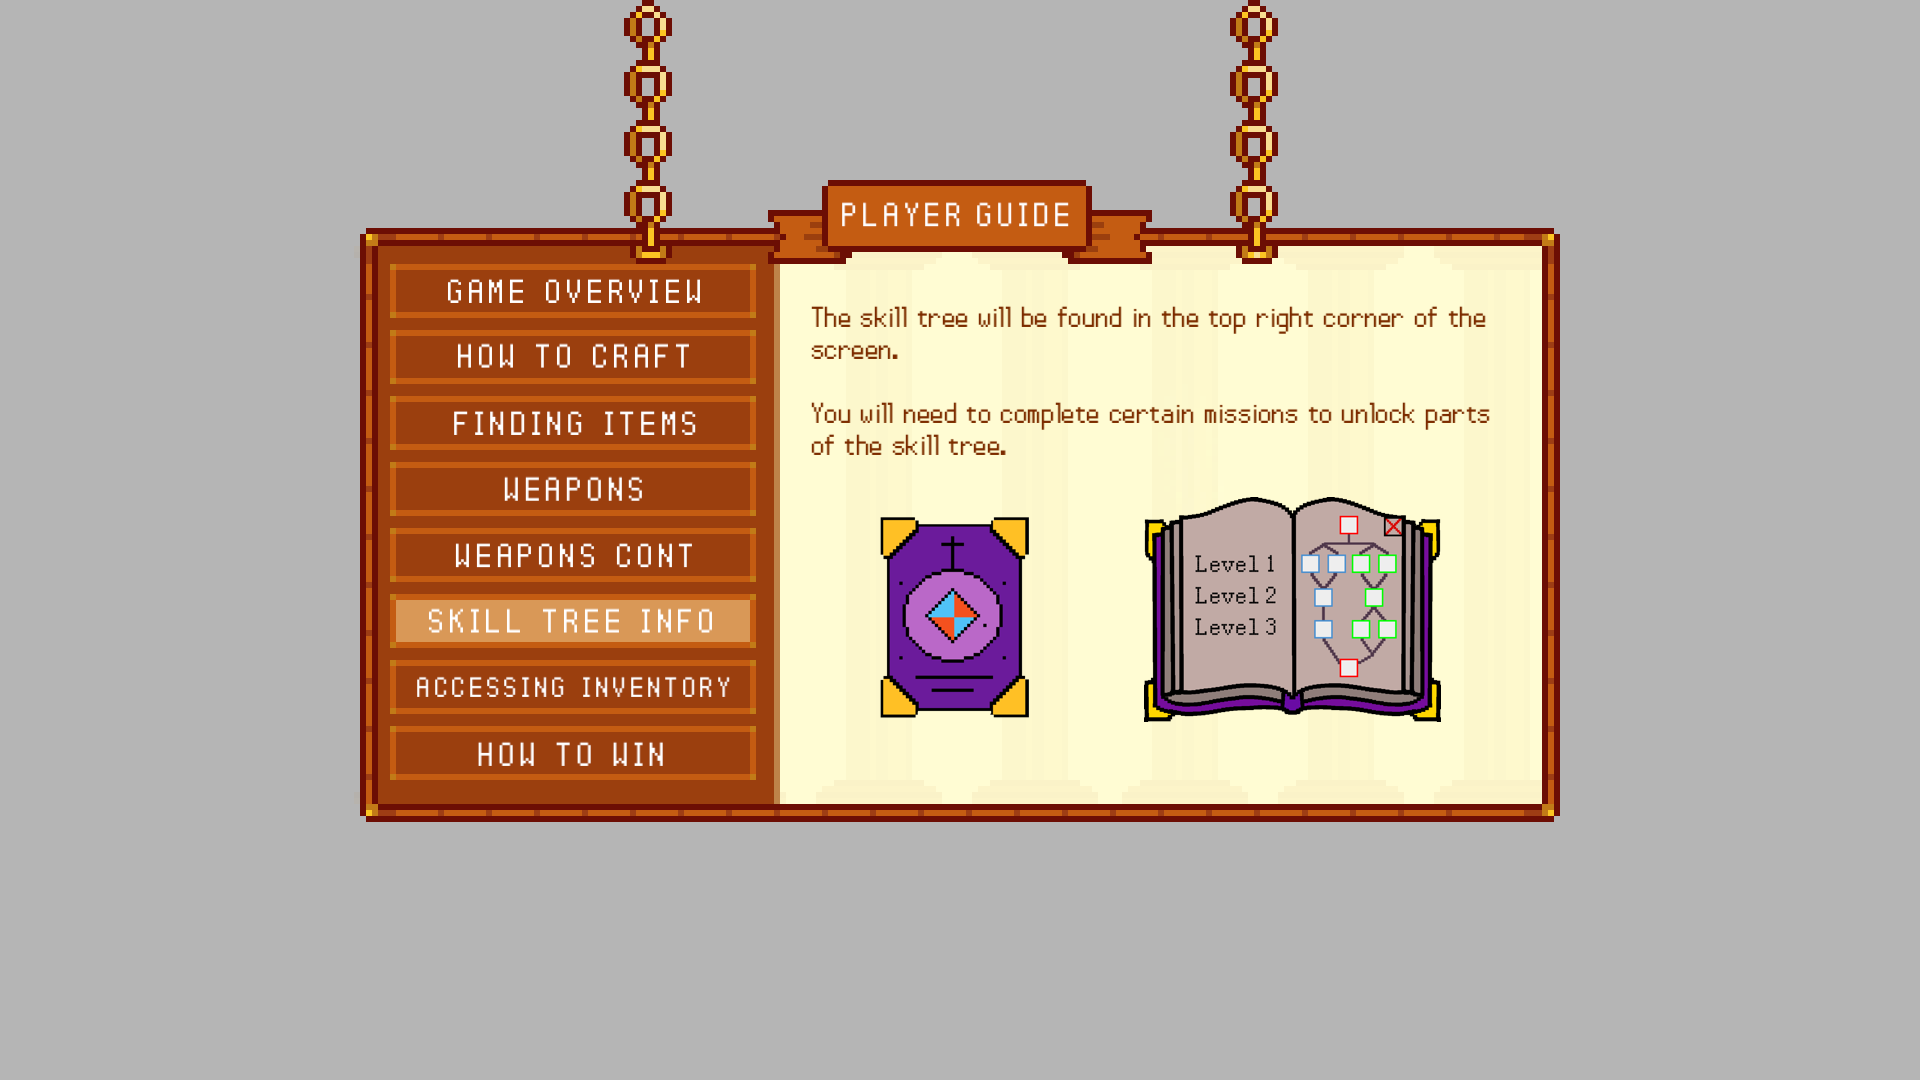 PLAYER GUIDE
GAME OVERVIEW
HOW TO CRAFT
FINDING ITEMS
WEAPONS
WEAPONS CONT
SKILL TREE INFO
ACCESSING INVENTORY
HOW TO WIN
The skill tree will be found in the top right corner of the
screen.
You will need to complete certain missions to unlock parts
of the skill tree.
Level 1
Level 2
Level 3